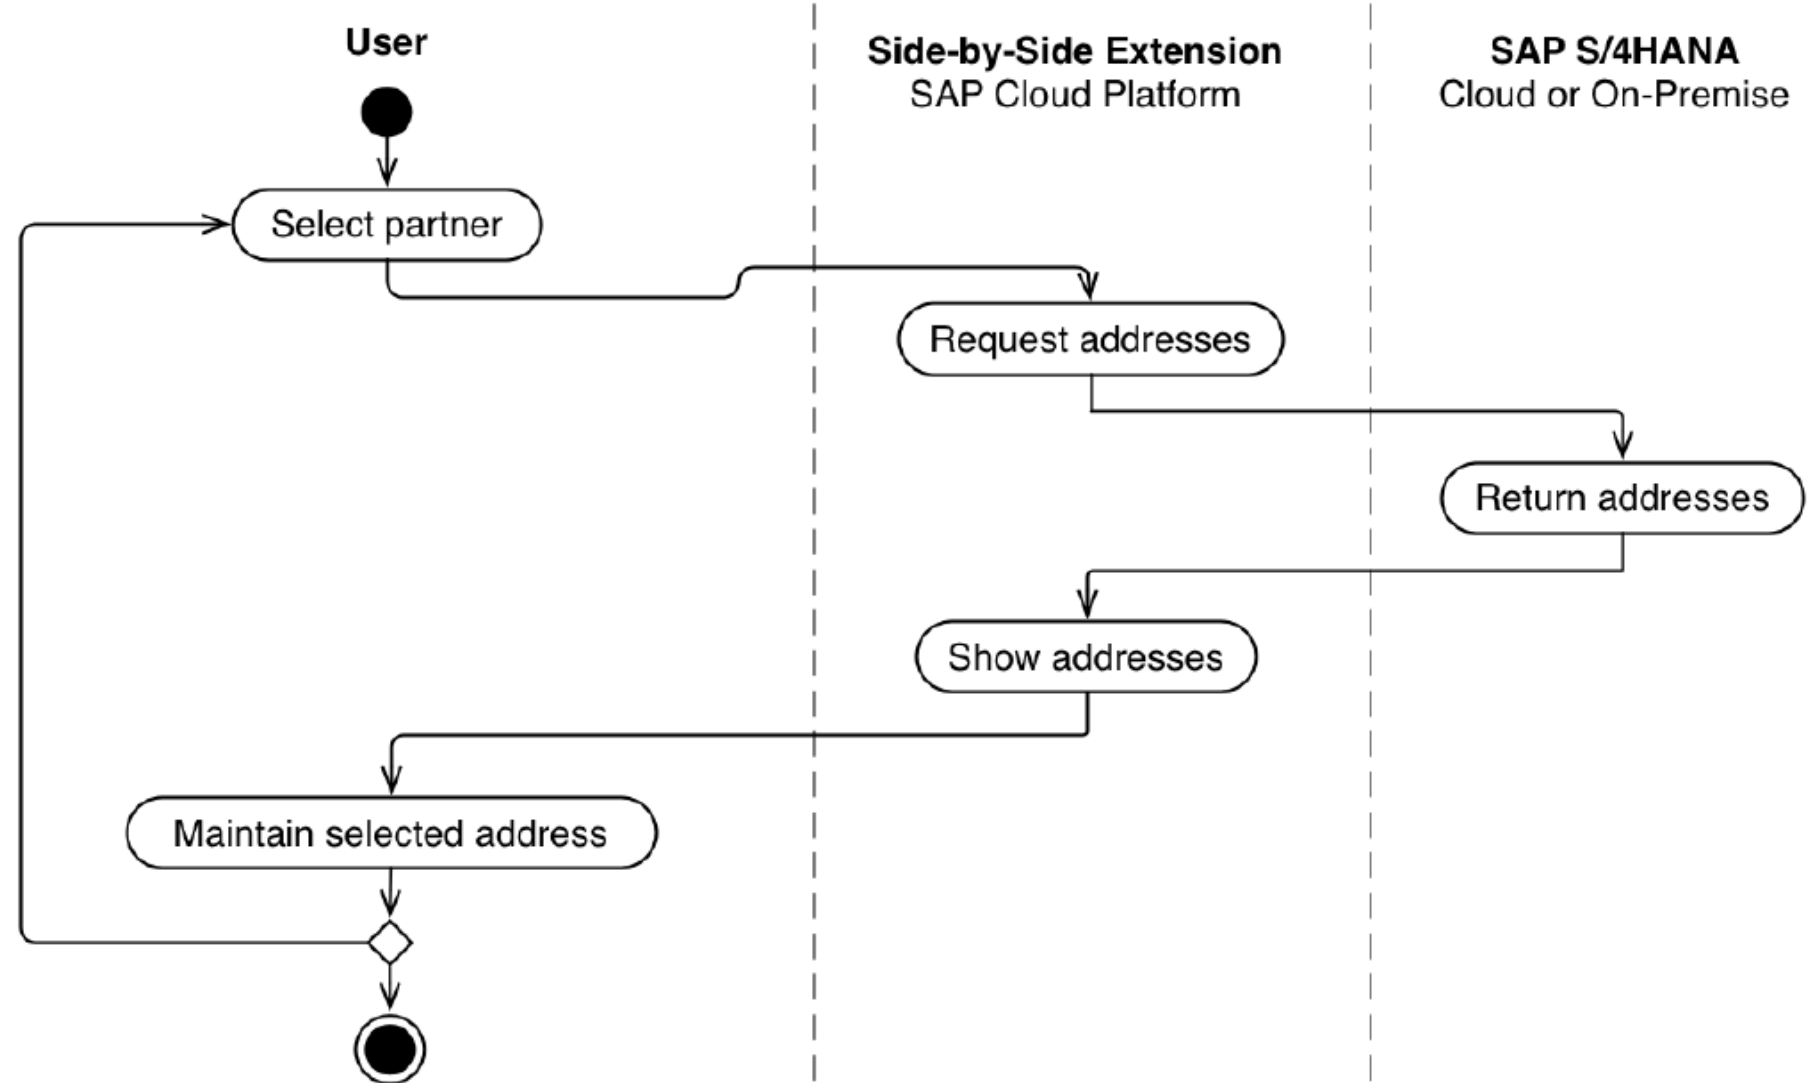 User
Side-by-Side Extension
SAP Cloud Platform
SAP S/4HANA
Cloud or On-Premise
Select partner
Request addresses
Return addresses
Show addresses
Maintain selected address